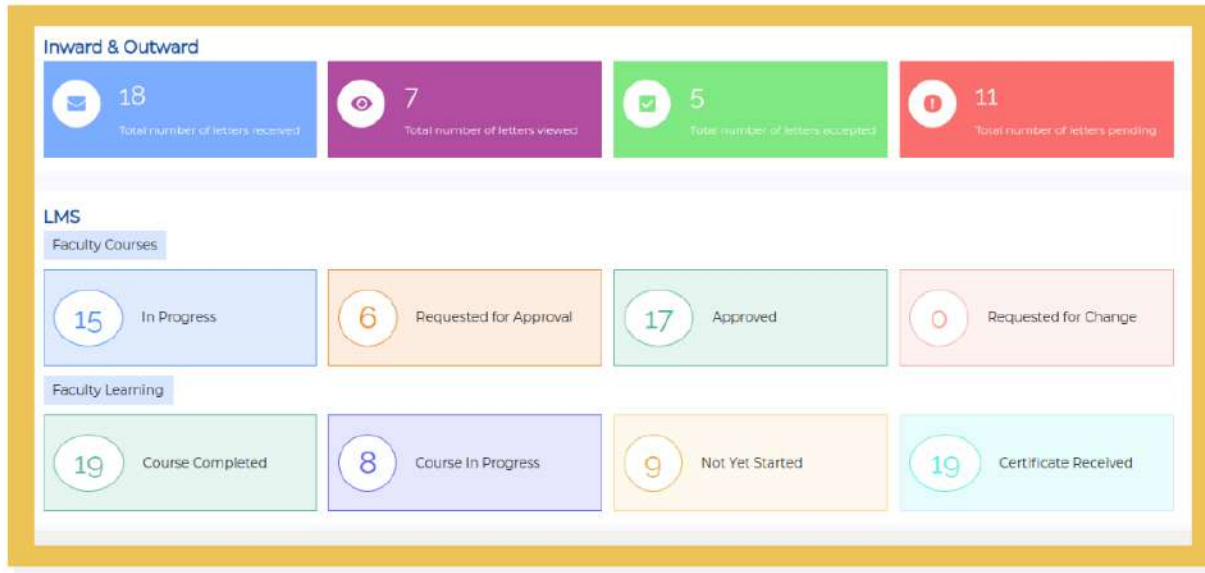 Inward & Outward
18
Total number of letters received
7
Total number of letters viewed
5
Total number of letters accepted
11
Total number of letters pending
LMS
Faculty Courses
15 In Progress
6 Requested for Approval
17 Approved
0 Requested for Change
Faculty Learning
19 Course Completed
8 Course In Progress
9 Not Yet Started
19 Certificate Received